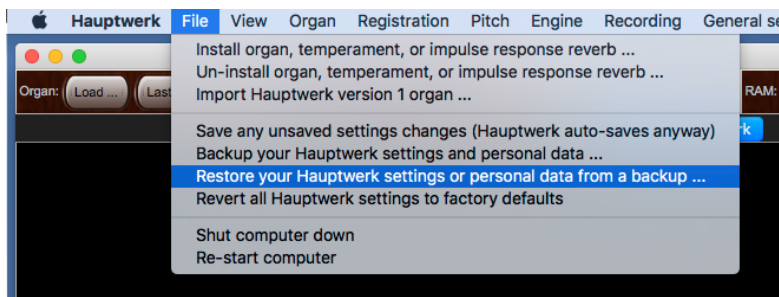 Hauptwerk File View Organ Registration Pitch Engine Recording General se
Install organ, temperament, or impulse response reverb ...
Un-install organ, temperament, or impulse response reverb ...
Import Hauptwerk version 1 organ ...
Organ: Load ... Last RAM:
Save any unsaved settings changes (Hauptwerk auto-saves anyway)
Backup your Hauptwerk settings and personal data ...
Restore your Hauptwerk settings or personal data from a backup ...
Revert all Hauptwerk settings to factory defaults
Shut computer down
Re-start computer